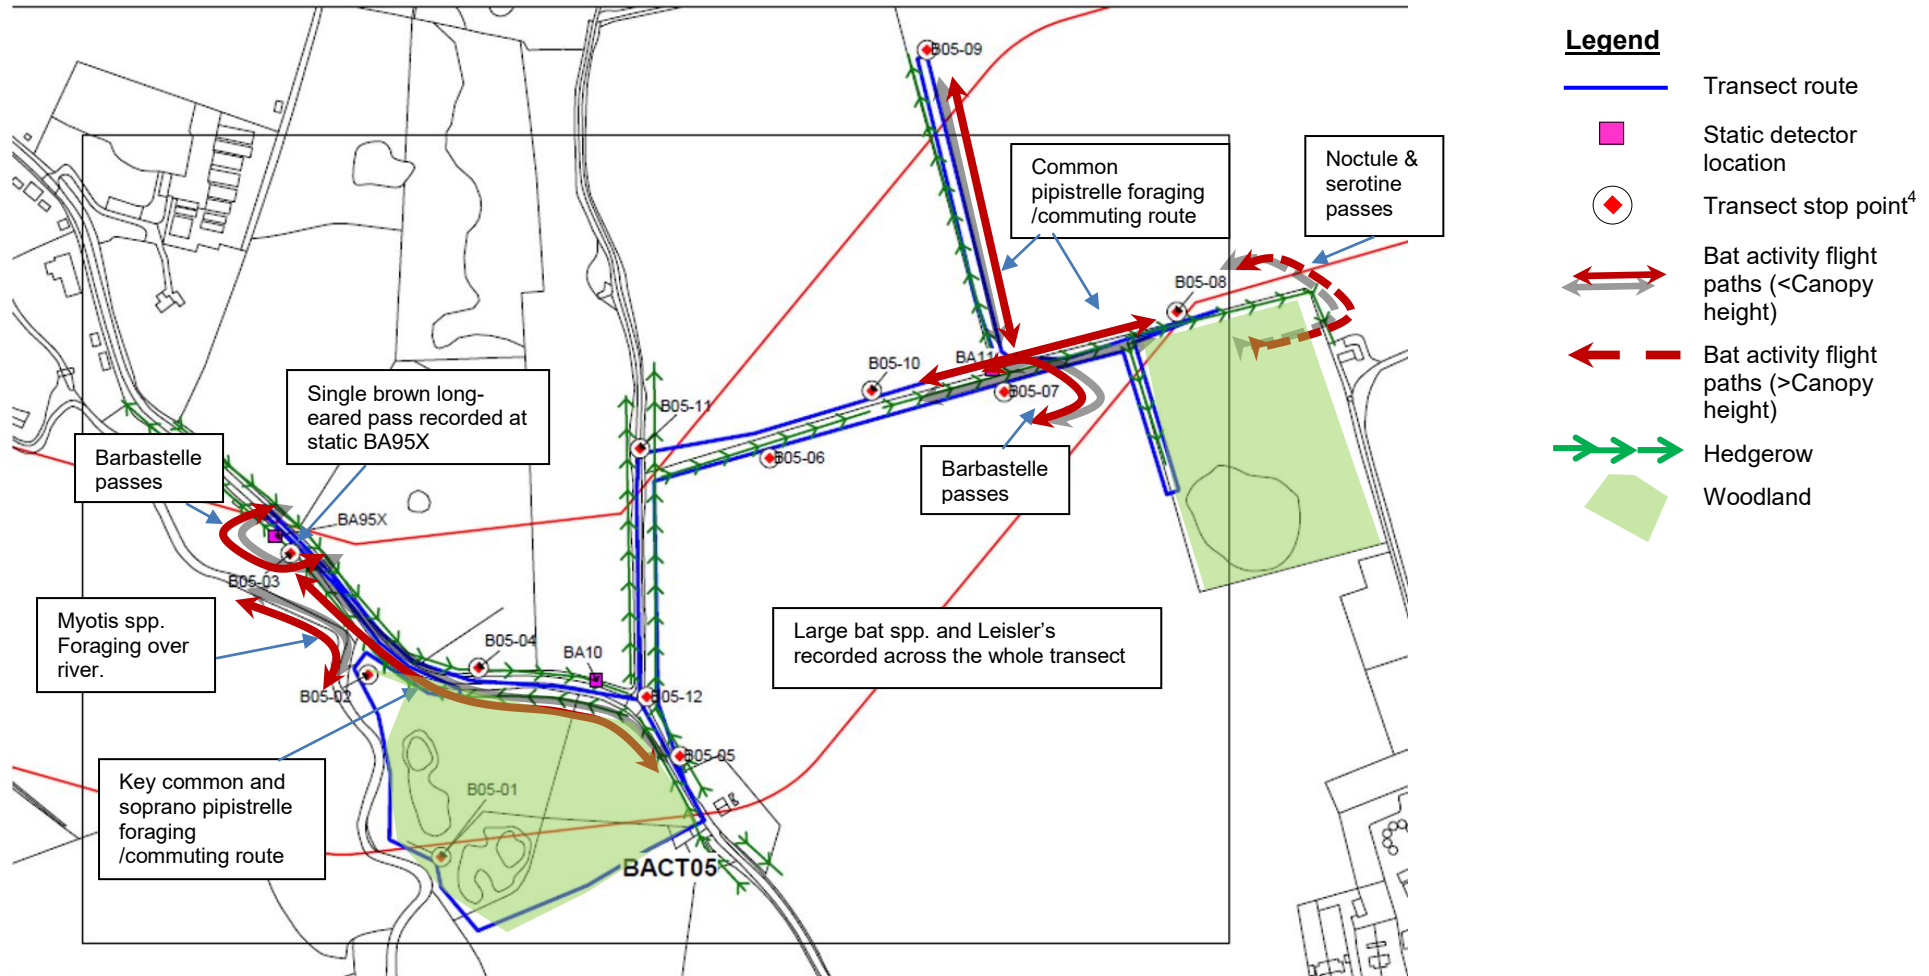 B05-09
Legend
Transect route
Static detector
location
Transect stop point4
Bat activity flight
paths (<Canopy
height)
Bat activity flight
paths (>Canopy
height)
Hedgerow
Woodland
Common
pipistrelle foraging
/commuting route
Noctule &
serotine
passes
B05-08
B05-10
BA11
B05-07
B05-11
B05-06
Single brown long-
eared pass recorded at
static BA95X
Barbastelle
passes
Barbastelle
passes
BA95X
B05-03
Myotis spp.
Foraging over
river.
B05-04
BA10
B05-02
B05-12
Large bat spp. and Leisler's
recorded across the whole transect
B05-05
Key common and
soprano pipistrelle
foraging
/commuting route
B05-01
BACT05